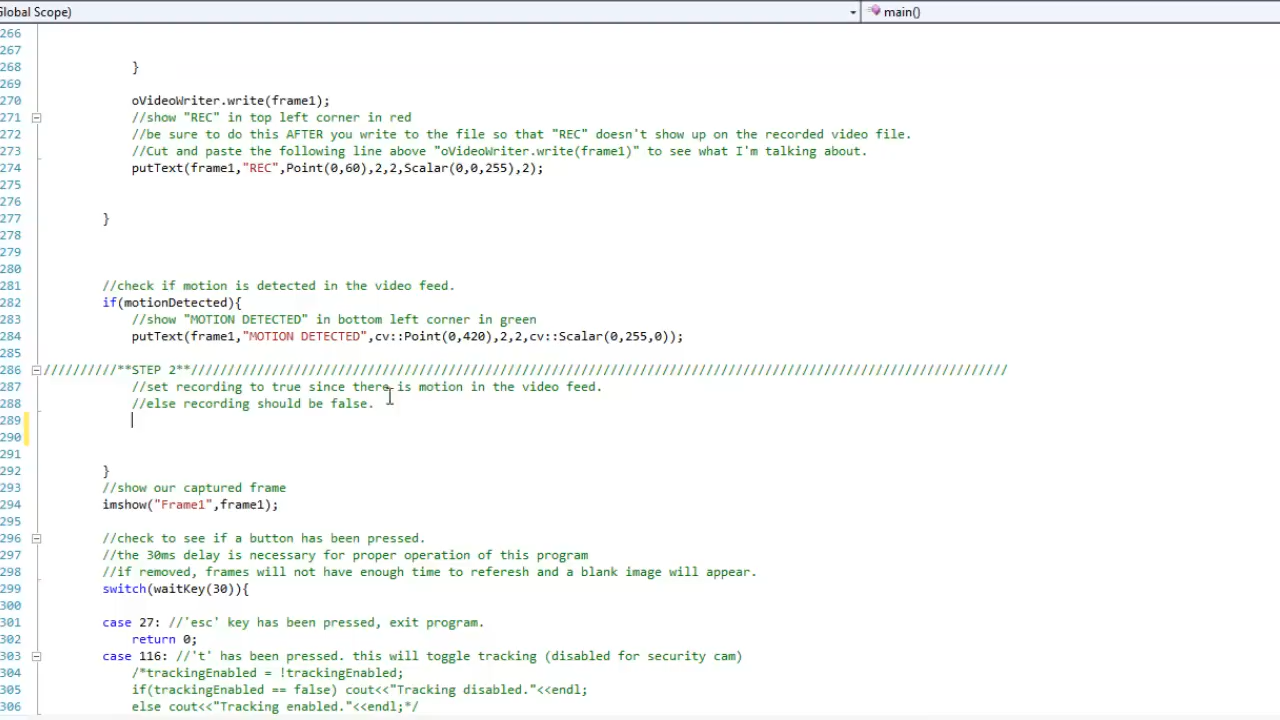 Global Scope)
main()
266
267
268 }
269
270 oVideoWriter.write(frame1);
271 //show "REC" in top left corner in red
272 //be sure to do this AFTER you write to the file so that "REC" doesn't show up on the recorded video file.
273 //Cut and paste the following line above "oVideoWriter.write(frame1)" to see what I'm talking about.
274 putText(frame1,"REC",Point(0,60),2,2,Scalar(0,0,255),2);
275
276
277 }
278
279
280
281 //check if motion is detected in the video feed.
282 if(motionDetected){
283 //show "MOTION DETECTED" in bottom left corner in green
284 putText(frame1,"MOTION DETECTED",cv::Point(0,420),2,2,cv::Scalar(0,255,0));
285
286 //////////**STEP 2**///////////////////////////////////////////////////////////////////////////////////////////////////////////////
287 //set recording to true since there is motion in the video feed.
288 //else recording should be false.
289
290
291
292 }
293 //show our captured frame
294 imshow("Frame1",frame1);
295
296 //check to see if a button has been pressed.
297 //the 30ms delay is necessary for proper operation of this program
298 //if removed, frames will not have enough time to referesh and a blank image will appear.
299 switch(waitKey(30)){
300
301 case 27: //'esc' key has been pressed, exit program.
302 return 0;
303 case 116: //'t' has been pressed. this will toggle tracking (disabled for security cam)
304 /*trackingEnabled = !trackingEnabled;
305 if(trackingEnabled == false) cout<<"Tracking disabled."<<endl;
306 else cout<<"Tracking enabled."<<endl;*/